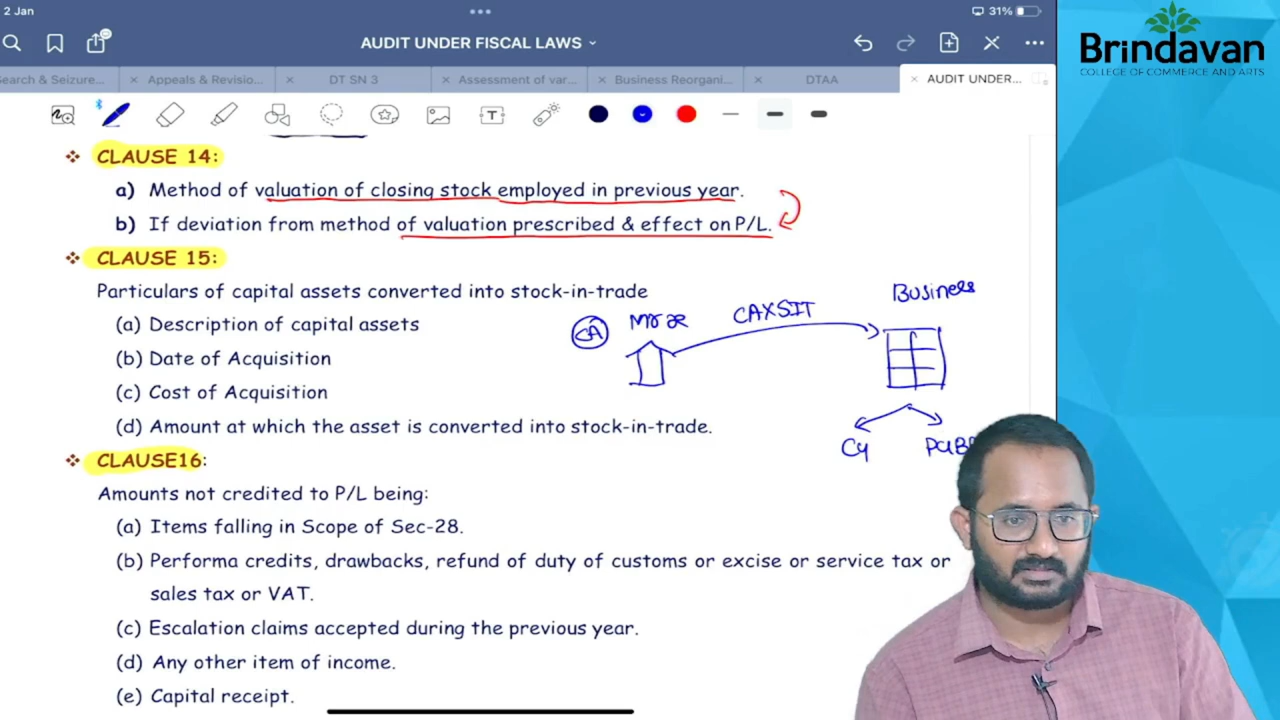 2 Jan
31%
AUDIT UNDER FISCAL LAWS
Brindavan
COLLEGE OF COMMERCE AND ARTS
earch & Seizure...
Appeals & Revisio...
DT SN 3
Assessment of var...
Business Reorgani...
DTAA
AUDIT UNDER...
T
❖ CLAUSE 14:
a) Method of valuation of closing stock employed in previous year.
b) If deviation from method of valuation prescribed & effect on P/L.
❖ CLAUSE 15:
Particulars of capital assets converted into stock-in-trade
Business
CA
CAXSIT
(a) Description of capital assets
(b) Date of Acquisition
(c) Cost of Acquisition
(d) Amount at which the asset is converted into stock-in-trade.
Cy
❖ CLAUSE16:
Amounts not credited to P/L being:
(a) Items falling in Scope of Sec-28.
(b) Performa credits, drawbacks, refund of duty of customs or excise or service tax or
sales tax or VAT.
(c) Escalation claims accepted during the previous year.
(d) Any other item of income.
(e) Capital receipt.